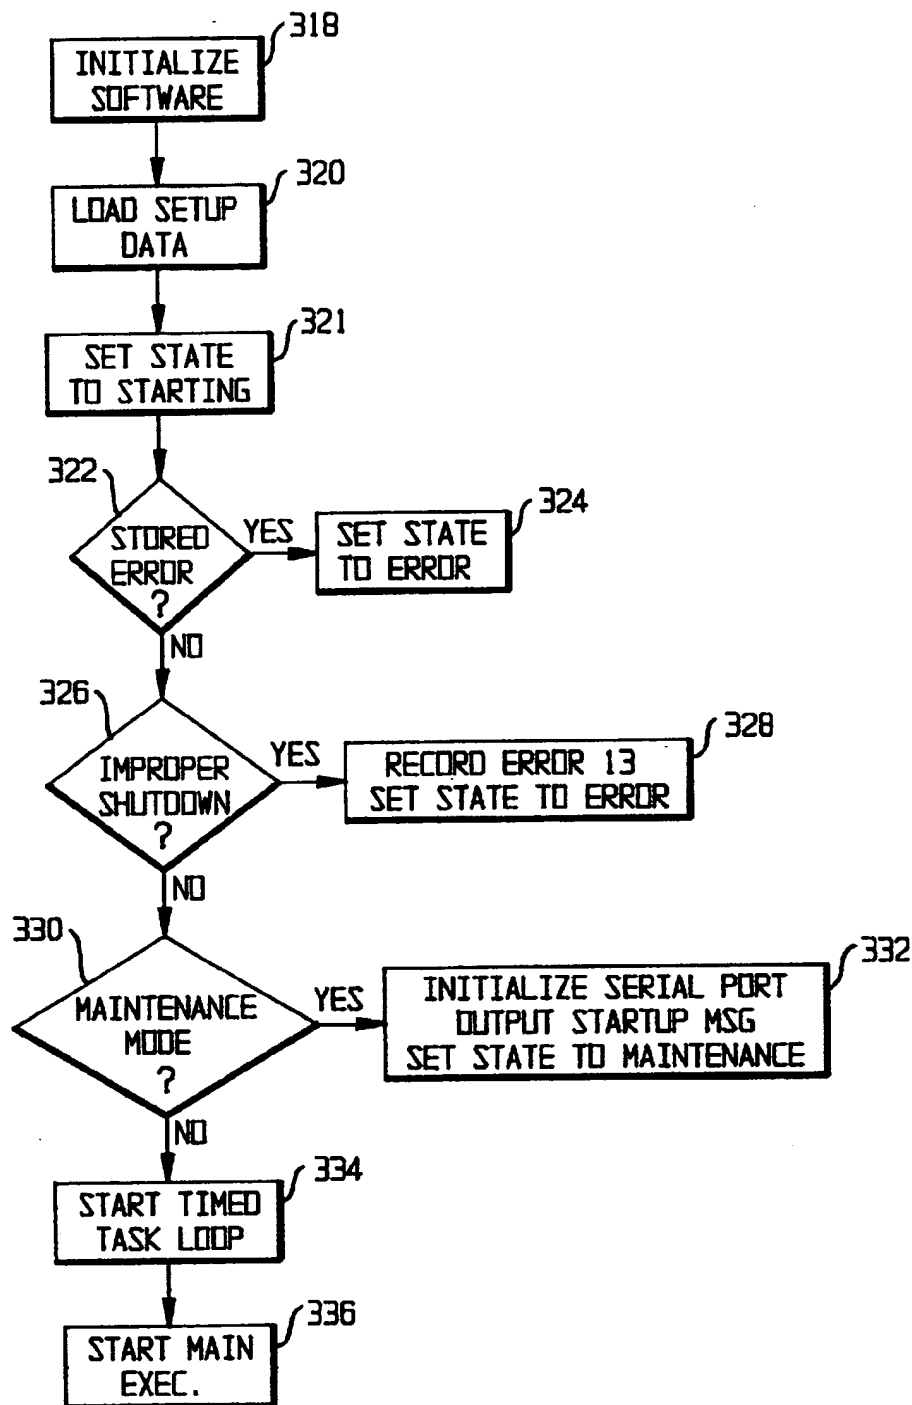 318
INITIALIZE
SOFTWARE
320
LOAD SETUP
DATA
321
SET STATE
TO STARTING
322
STORED
ERROR
?
YES
324
SET STATE
TO ERROR
NO
326
IMPROPER
SHUTDOWN
?
YES
328
RECORD ERROR 13
SET STATE TO ERROR
NO
330
MAINTENANCE
MODE
?
YES
332
INITIALIZE SERIAL PORT
OUTPUT STARTUP MSG
SET STATE TO MAINTENANCE
NO
334
START TIMED
TASK LOOP
336
START MAIN
EXEC.